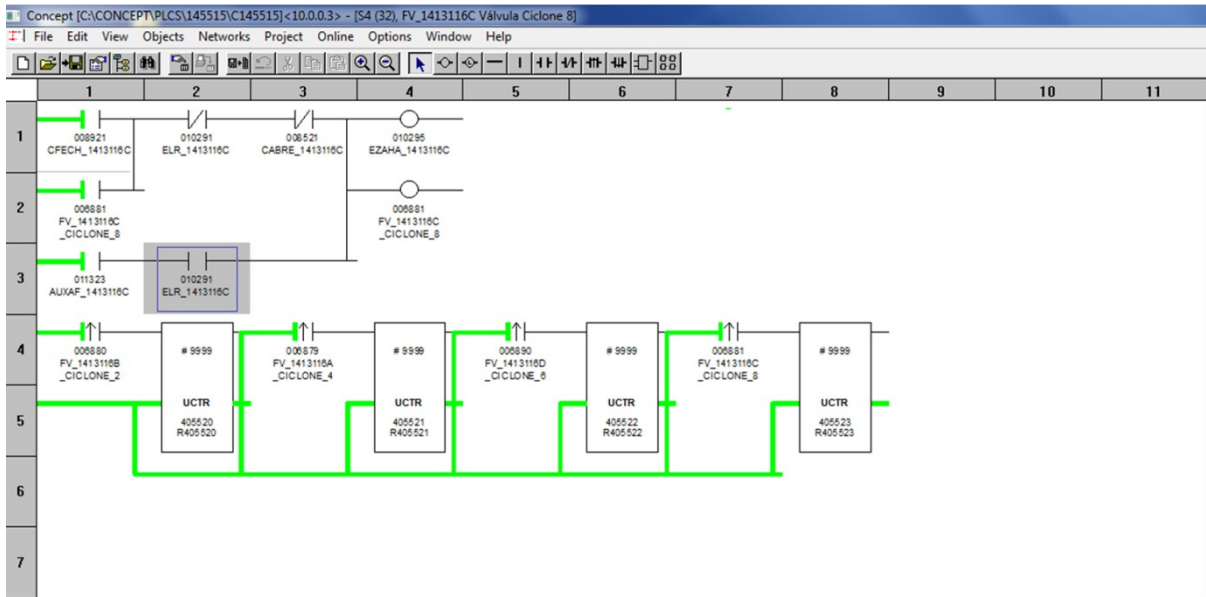 Concept [C:\CONCEPT\PLCS\145515\C145515]<10.0.0.3> - [S4 (32), FV_1413116C Válvula Ciclone 8]
File Edit View Objects Networks Project Online Options Window Help
1 2 3 4 5 6 7 8 9 10 11
1
008921 010291 008521 010295
CFECH_1413116C ELR_1413116C CABRE_1413116C EZAHA_1413116C
2
006881 006881
FV_1413116C FV_1413116C
_CICLONE_8 _CICLONE_8
3
011323 010291
AUXAF_1413116C ELR_1413116C
4
006880 # 9999 006879 # 9999 006890 # 9999 006881 # 9999
FV_1413116B FV_1413116A FV_1413116D FV_1413116C
_CICLONE_2 _CICLONE_4 _CICLONE_6 _CICLONE_8
5
UCTR UCTR UCTR UCTR
405520 405521 405522 405523
R405520 R405521 R405522 R405523
6
7